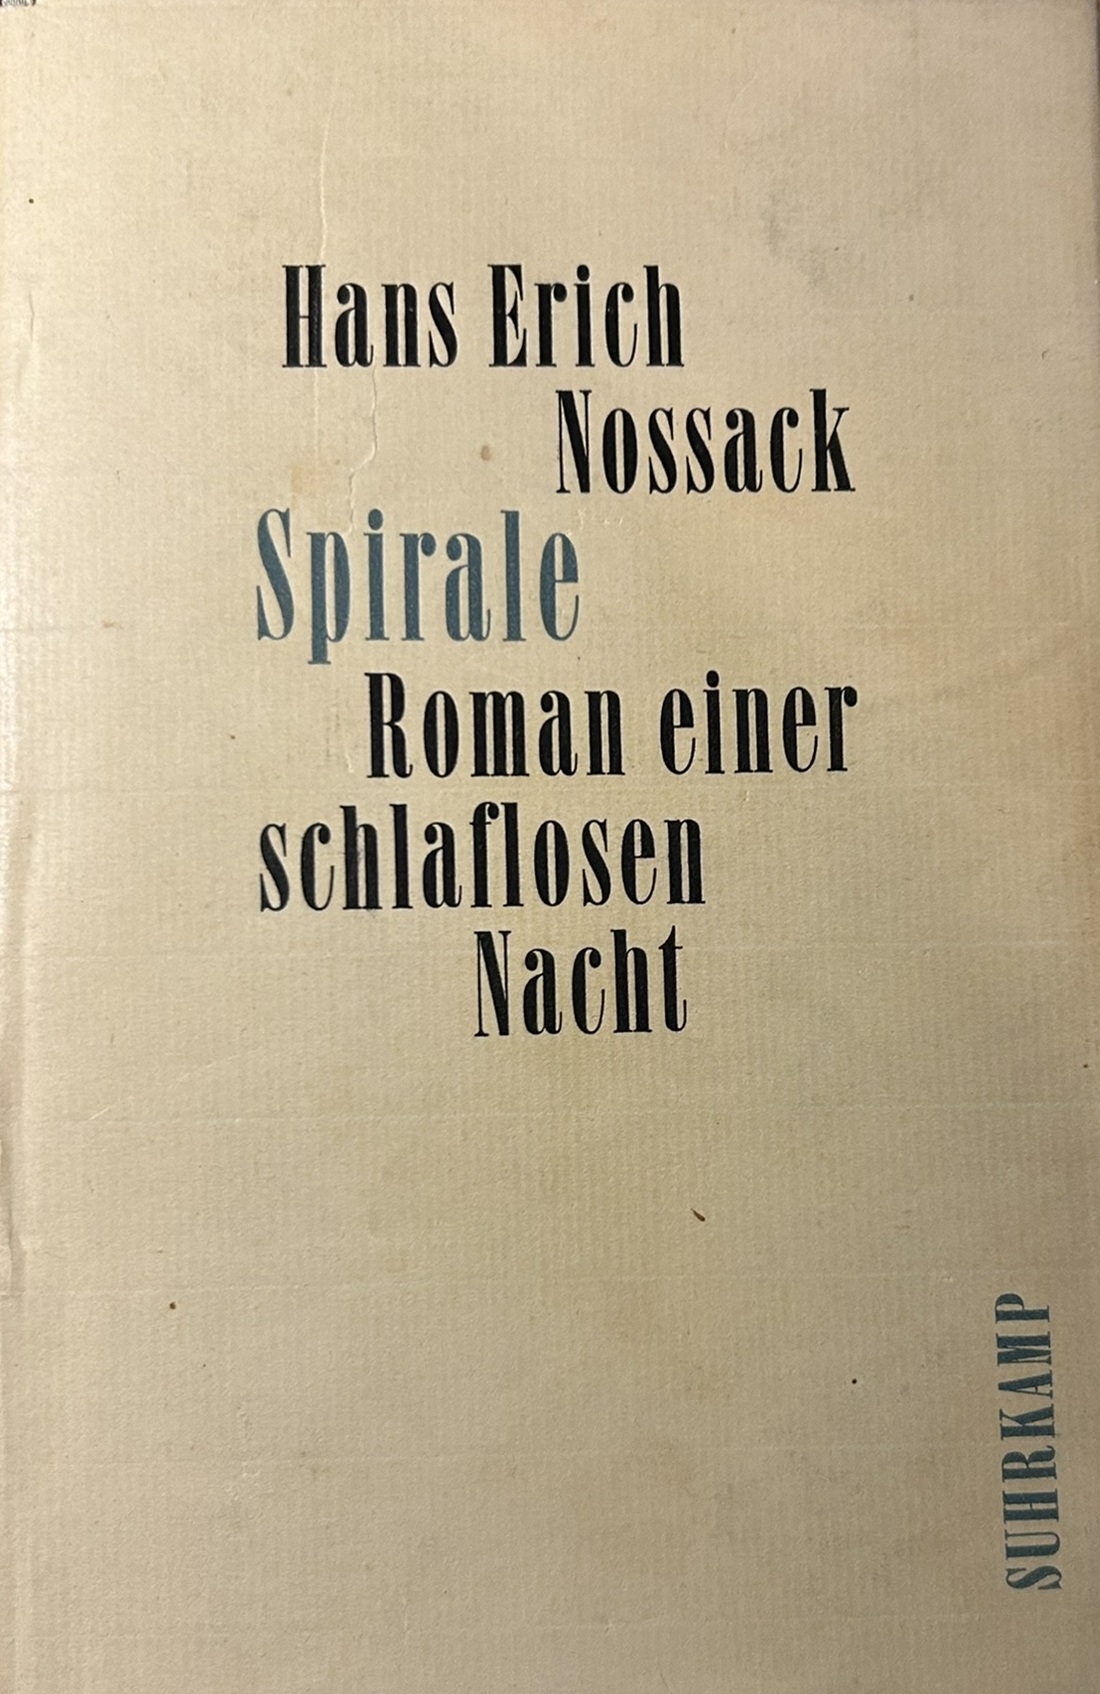 Hans Erich
Nossack
Spirale
Roman einer
schlaflosen
Nacht
SUHRKAMP